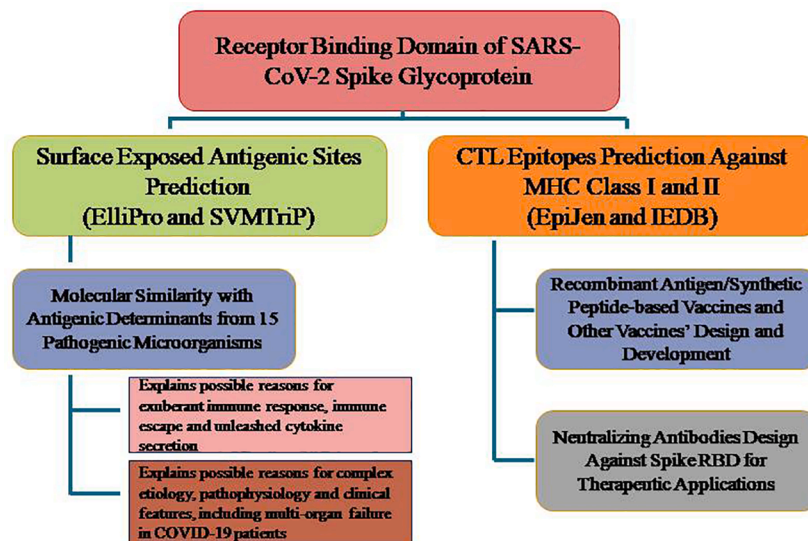 Receptor Binding Domain of SARS-
CoV-2 Spike Glycoprotein
Surface Exposed Antigenic Sites
Prediction
(ElliPro and SVMTriP)
Molecular Similarity with
Antigenic Determinants from 15
Pathogenic Microorganisms
Explains possible reasons for
exuberant immune response, immune
escape and unleashed cytokine
secretion
Explains possible reasons for complex
etiology, pathophysiology and clinical
features, including multi-organ failure
in COVID-19 patients
CTL Epitopes Prediction Against
MHC Class I and II
(EpiJen and IEDB)
Recombinant Antigen/Synthetic
Peptide-based Vaccines and
Other Vaccines’ Design and
Development
Neutralizing Antibodies Design
Against Spike RBD for
Therapeutic Applications